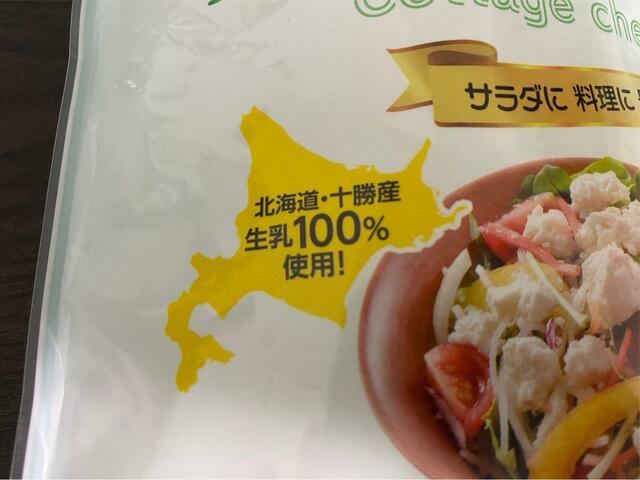 Cottage che
サラダに 料理に
北海道・十勝産
生乳100%
使用!